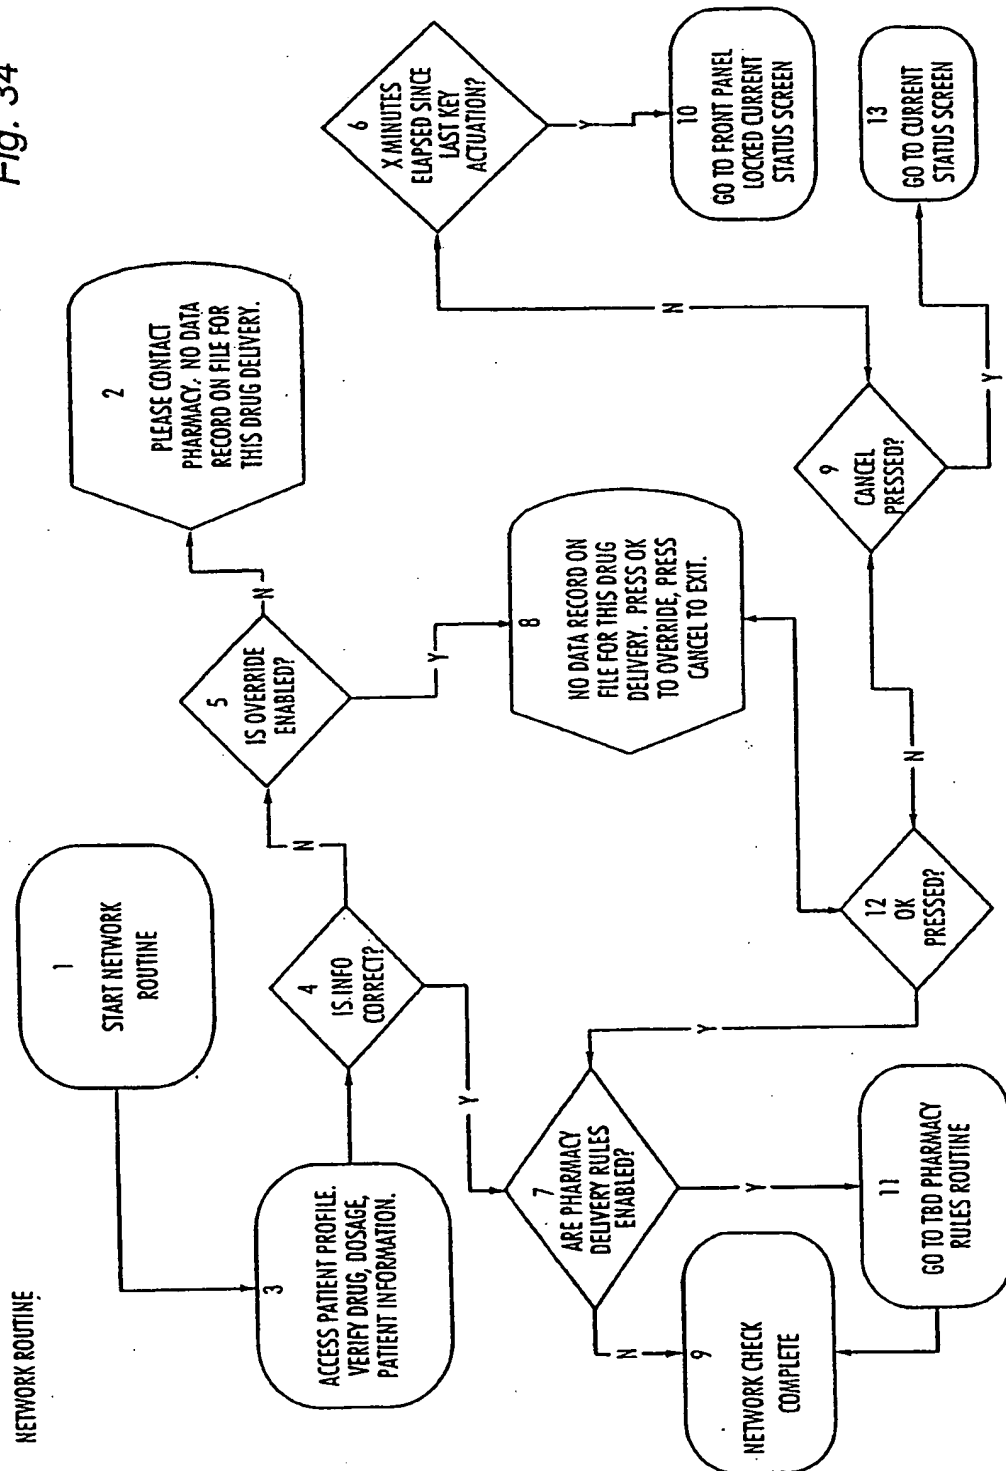 Fig. 34
NETWORK ROUTINE
1
START NETWORK
ROUTINE
2
PLEASE CONTACT
PHARMACY. NO DATA
RECORD ON FILE FOR
THIS DRUG DELIVERY.
3
ACCESS PATIENT PROFILE.
VERIFY DRUG, DOSAGE,
PATIENT INFORMATION.
4
IS INFO
CORRECT?
N
Y
5
IS OVERRIDE
ENABLED?
N
Y
6
X MINUTES
ELAPSED SINCE
LAST KEY
ACTUATION?
Y
N
7
ARE PHARMACY
DELIVERY RULES
ENABLED?
N
Y
8
NO DATA RECORD ON
FILE FOR THIS DRUG
DELIVERY. PRESS OK
TO OVERRIDE, PRESS
CANCEL TO EXIT.
9
CANCEL
PRESSED?
N
Y
10
GO TO FRONT PANEL
LOCKED CURRENT
STATUS SCREEN
9
NETWORK CHECK
COMPLETE
11
GO TO TBD PHARMACY
RULES ROUTINE
12
OK
PRESSED?
Y
13
GO TO CURRENT
STATUS SCREEN